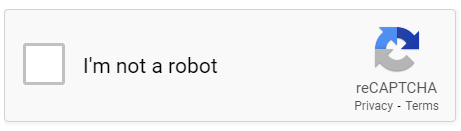 I'm not a robot
reCAPTCHA
Privacy - Terms